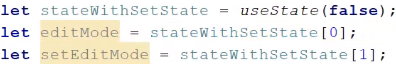 let stateWithSetState = useState(false);
let editMode = stateWithSetState[0];
let setEditMode = stateWithSetState[1];